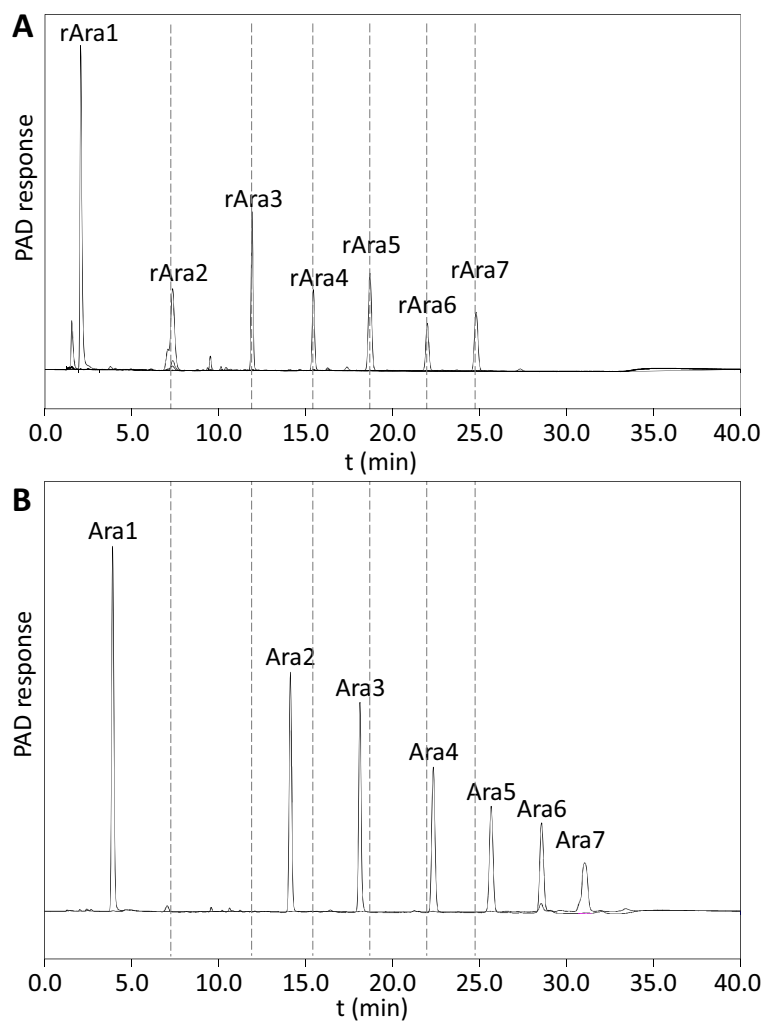 A
rAra1
rAra2
rAra3
rAra4
rAra5
rAra6
rAra7
PAD response
0.0 5.0 10.0 15.0 20.0 25.0 30.0 35.0 40.0
t (min)
B
Ara1
Ara2
Ara3
Ara4
Ara5
Ara6
Ara7
PAD response
0.0 5.0 10.0 15.0 20.0 25.0 30.0 35.0 40.0
t (min)